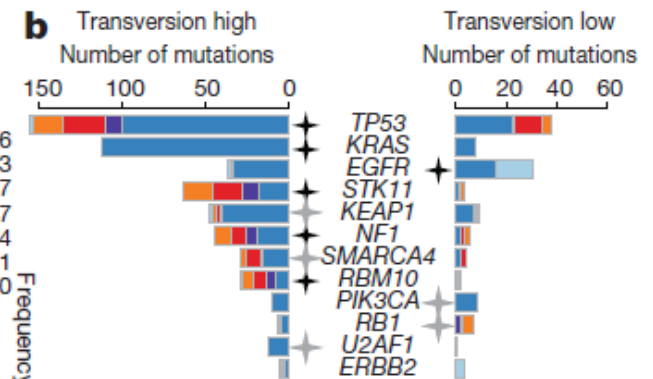 b
Transversion high
Transversion low
Number of mutations
Number of mutations
150 100 50 0
0 20 40 60
TP53
6
KRAS
3
EGFR
7
STK11
7
KEAP1
4
NF1
1
SMARCA4
0
RBM10
PIK3CA
RB1
U2AF1
ERBB2
Frequency